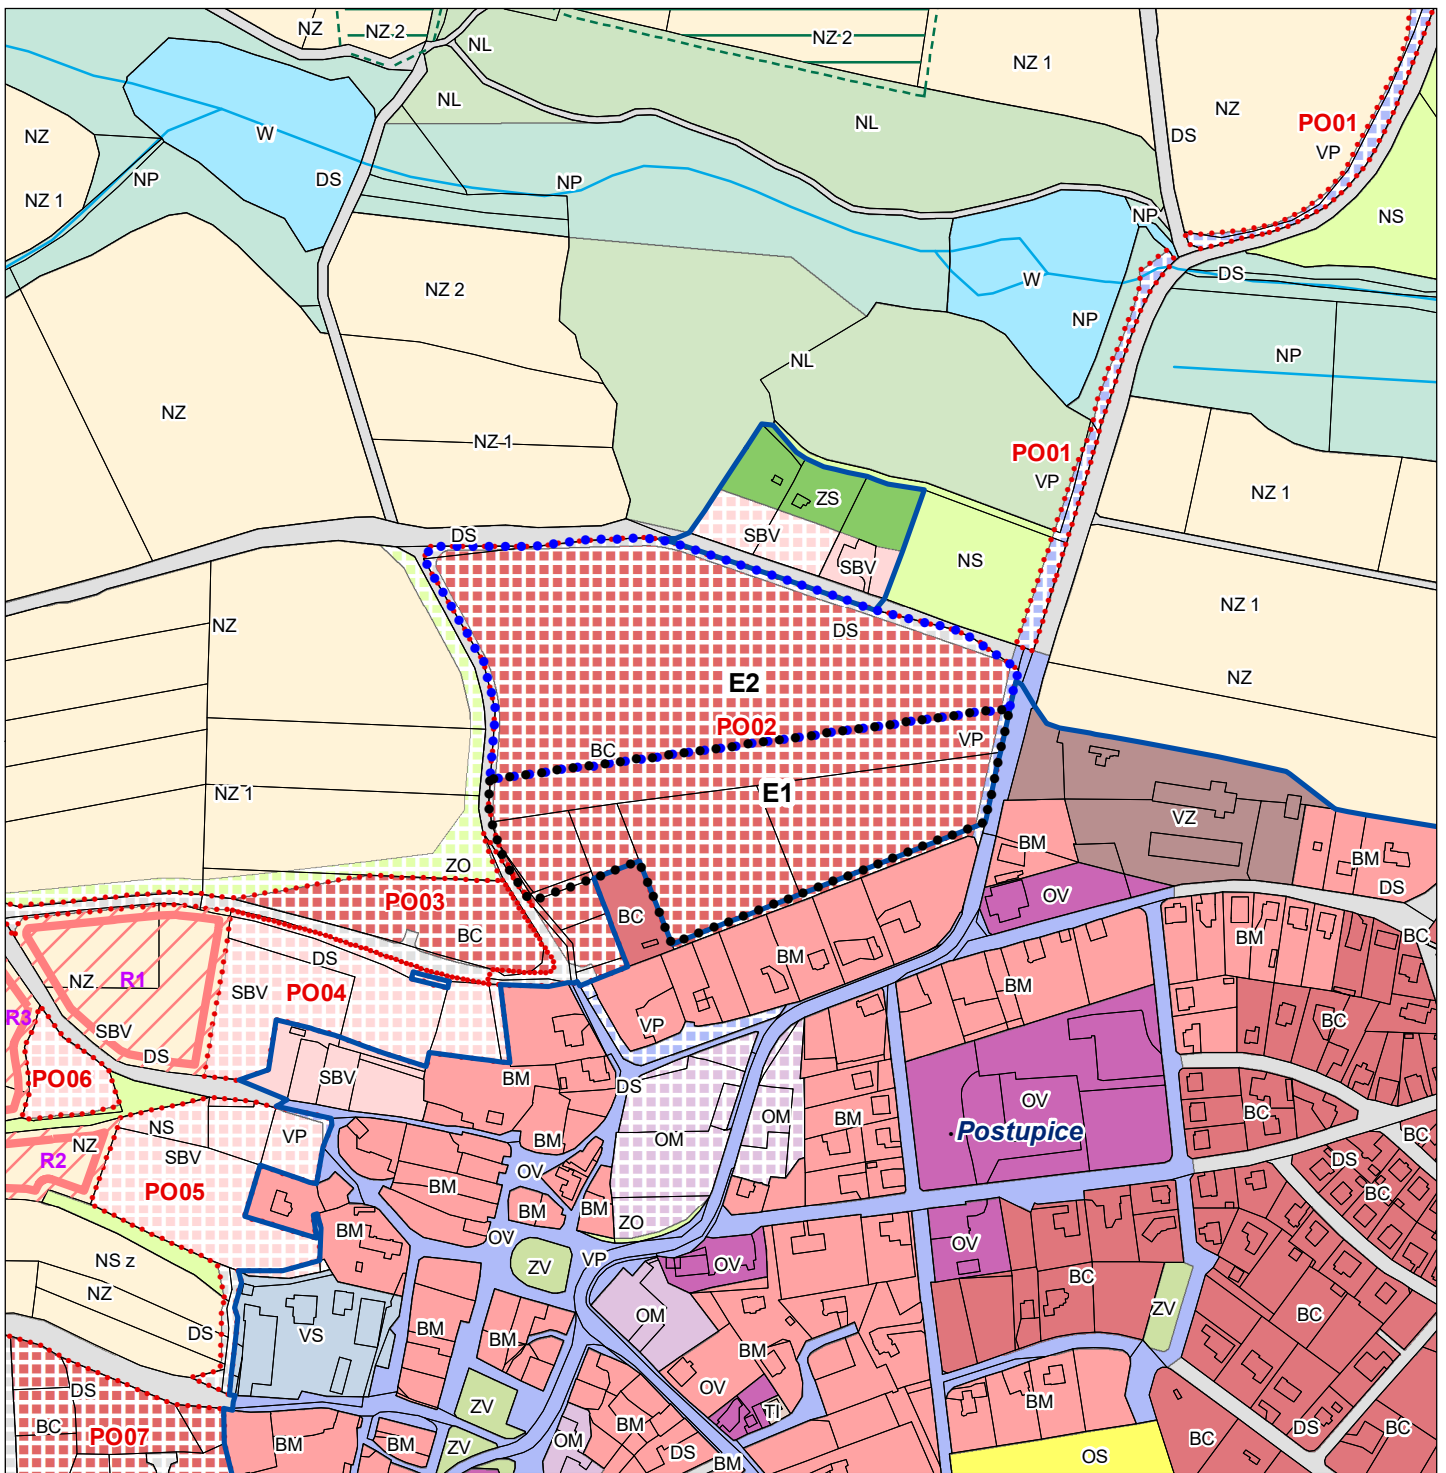 NZ
NZ 2
NL
NZ 2
NZ 1
NL
NL
NZ
PO01
VP
NZ
W
DS
DS
NP
DS
NP
NZ 1
NP
NS
DS
NZ 2
W
NP
NP
NL
NZ
NZ 1
PO01
VP
NZ 1
ZS
SBV
DS
SBV
NS
NZ 1
NZ
DS
NZ
E2
PO02
VP
BC
E1
NZ 1
VZ
BM
BM
ZO
DS
OV
PO03
BC
BC
BM
BC
DS
BM
NZ
R1
SBV
PO04
BM
R3
VP
BC
SBV
DS
PO06
SBV
BM
DS
OV
BC
OM
BM
NS
VP
Postupice
BC
NZ
BM
OM
SBV
R2
OV
DS
PO05
BM
BM
BM
BC
BM
ZO
OV
OV
NS z
VP
ZV
OV
BC
NZ
ZV
BC
OM
DS
VS
BM
BM
BM
DS
OV
ZV
BM
TI
BC
BM
DS
BC
PO07
BM
BM
ZV
OM
DS
BM
BC
OS